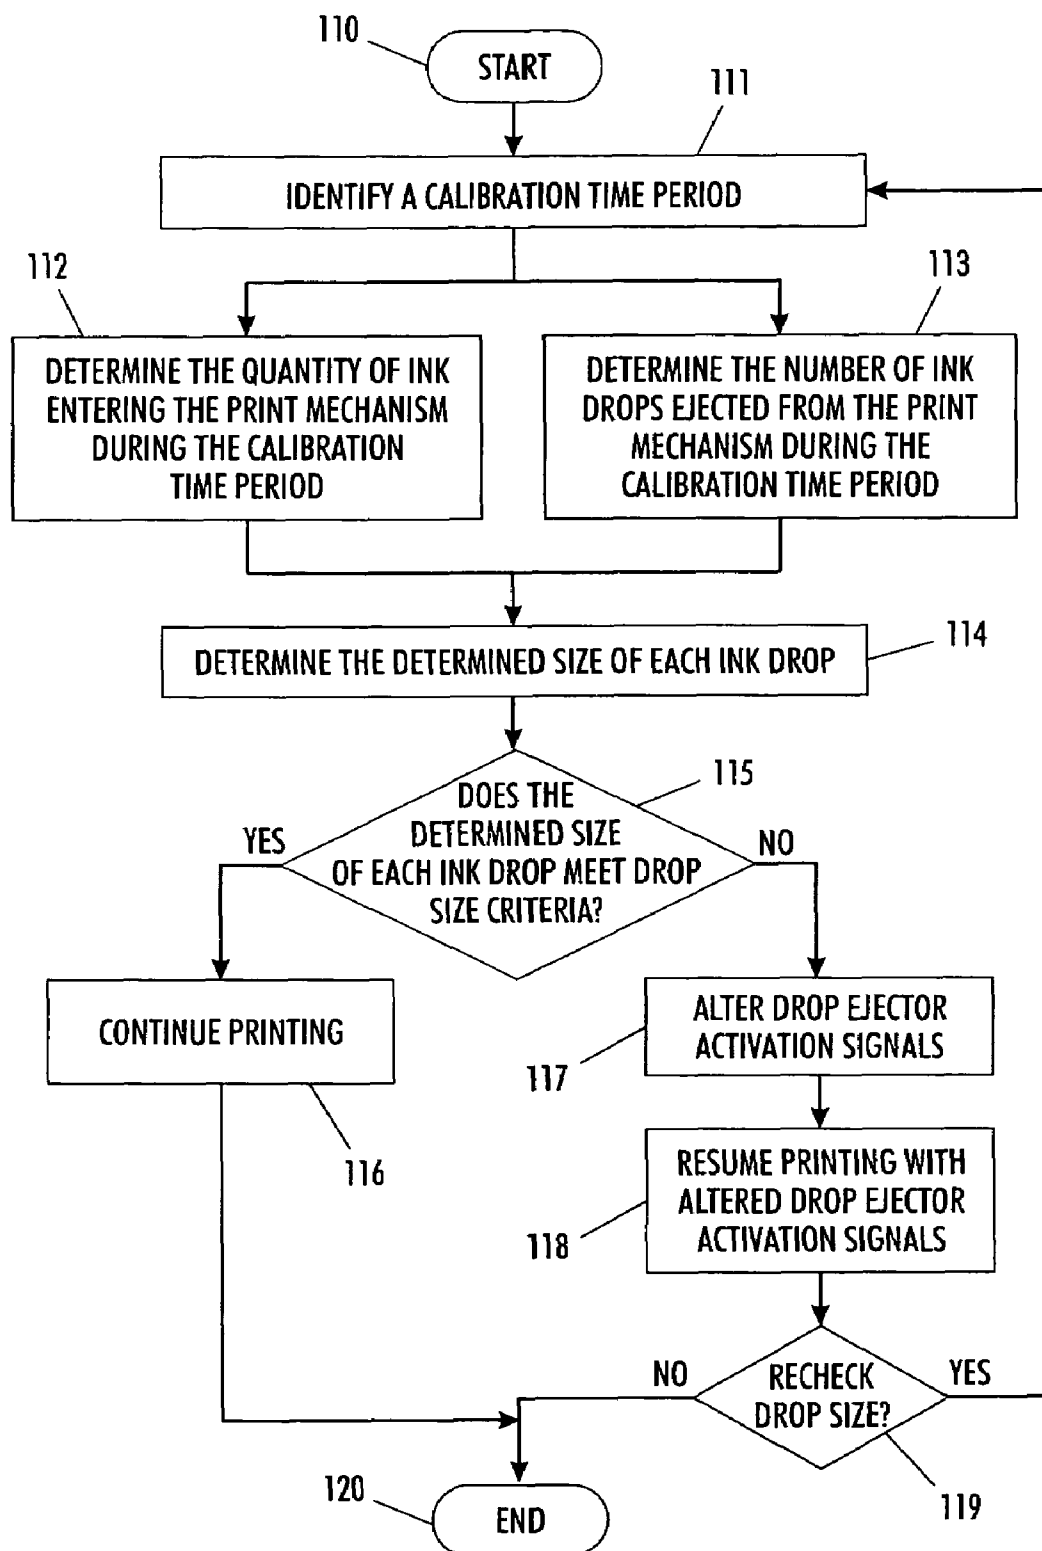 110
START
111
IDENTIFY A CALIBRATION TIME PERIOD
112
DETERMINE THE QUANTITY OF INK
ENTERING THE PRINT MECHANISM
DURING THE CALIBRATION
TIME PERIOD
113
DETERMINE THE NUMBER OF INK
DROPS EJECTED FROM THE PRINT
MECHANISM DURING THE
CALIBRATION TIME PERIOD
DETERMINE THE DETERMINED SIZE OF EACH INK DROP
114
115
DOES THE
DETERMINED SIZE
OF EACH INK DROP MEET DROP
SIZE CRITERIA?
YES
NO
CONTINUE PRINTING
116
ALTER DROP EJECTOR
ACTIVATION SIGNALS
117
RESUME PRINTING WITH
ALTERED DROP EJECTOR
ACTIVATION SIGNALS
118
NO
RECHECK
DROP SIZE?
YES
119
120
END